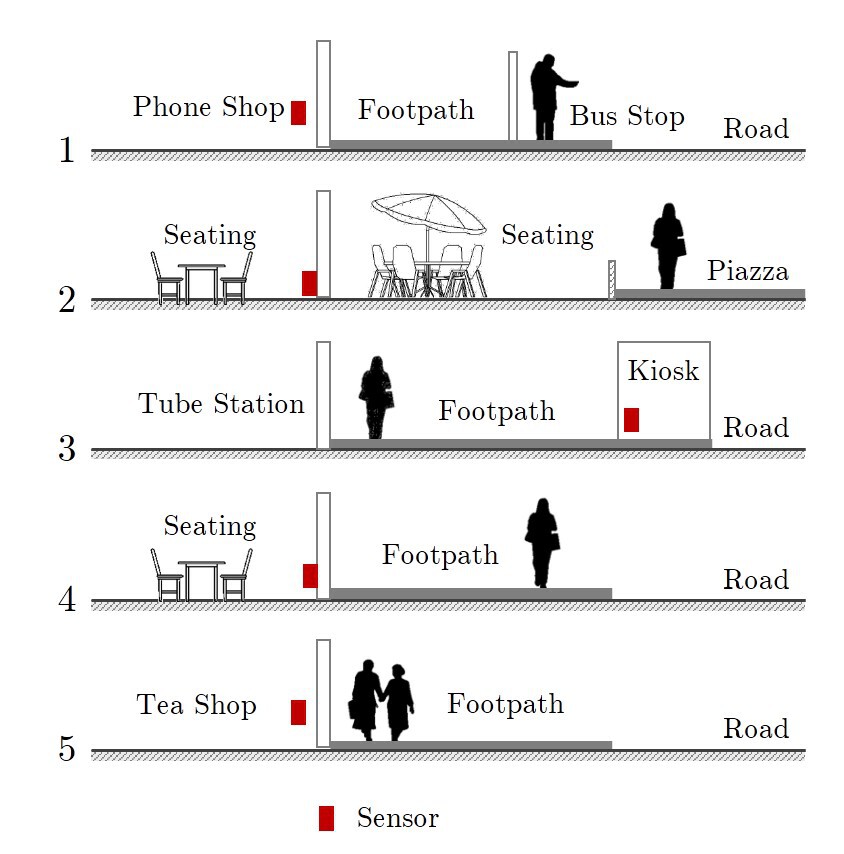 Phone Shop
Footpath
Bus Stop
Road
1
Seating
Seating
Piazza
2
Kiosk
Tube Station
Footpath
Road
3
Seating
Footpath
Road
4
Tea Shop
Footpath
Road
5
Sensor